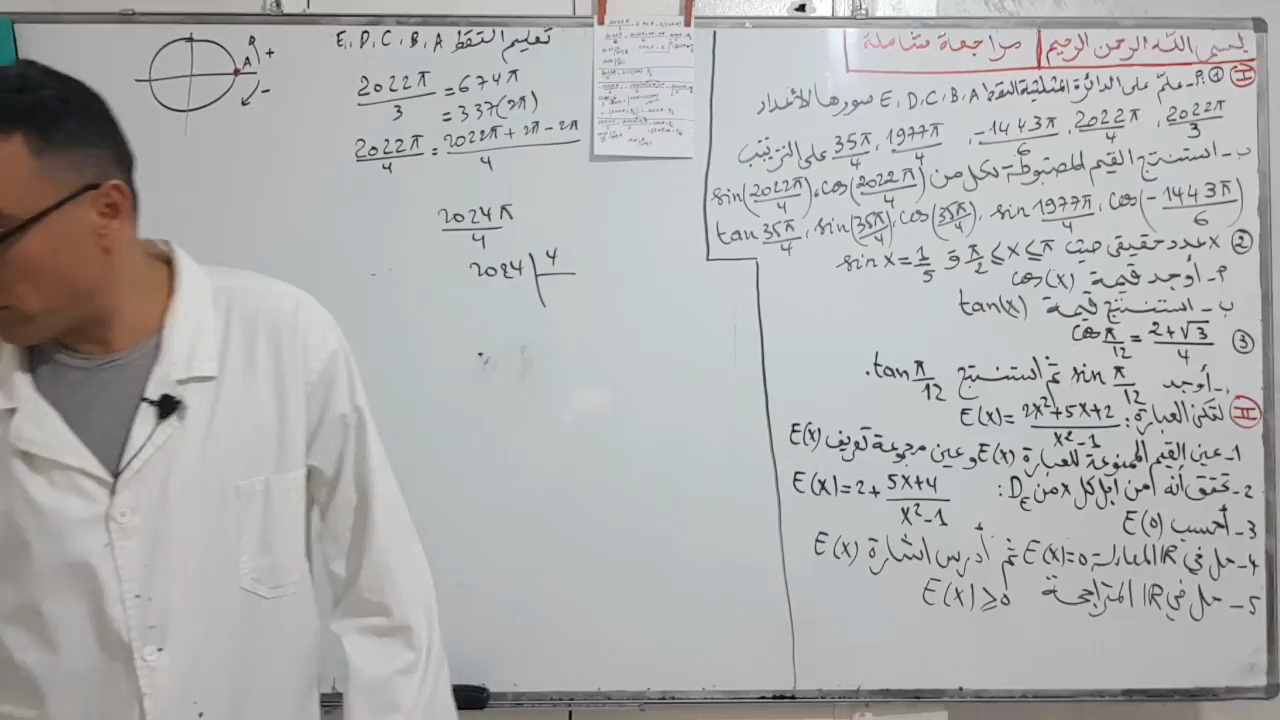 بسم الله الرحمن الرحيم | مراجعة شاملة
I ① أ- علّم على الدائرة المثلثية النقط E, D, C, B, A صورها الأعداد
2022π/3 , 2022π/4 , -1443π/6 , 1977π/4 , 35π/4 على الترتيب
ب- استنتج القيم المضبوطة لكل من cos(2022π/4), sin(2022π/4)
cos(-1443π/6), sin 1977π/4, cos(35π/4), sin(35π/4), tan 35π/4
② x عدد حقيقي حيث π/2 ≤ x ≤ π و sin x = 1/5
أ- أوجد قيمة cos(x)
ب- استنتج قيمة tan(x)
③ cos π/12 = 2+√3/4
- أوجد sin π/12 ثم استنتج tan π/12.
II لتكن العبارة: E(x) = 2x²+5x+2/x²-1
1- عين القيم الممنوعة للعبارة E(x) وعين مجموعة تعريف E(x)
2- تحقق أنه من أجل كل x من D_E: E(x) = 2 + 5x+4/x²-1
3- أحسب E(0)
4- حل في IR المعادلة E(x)=0 ثم أدرس اشارة E(x)
5- حل في IR المتراجحة E(x) ≥ 0
تعليم النقط E, D, C, B, A
2022π/3 = 674π
= 337(2π)
2022π/4 = 2022π + 2π - 2π/4
2024π/4
2024 | 4
B +
A
-